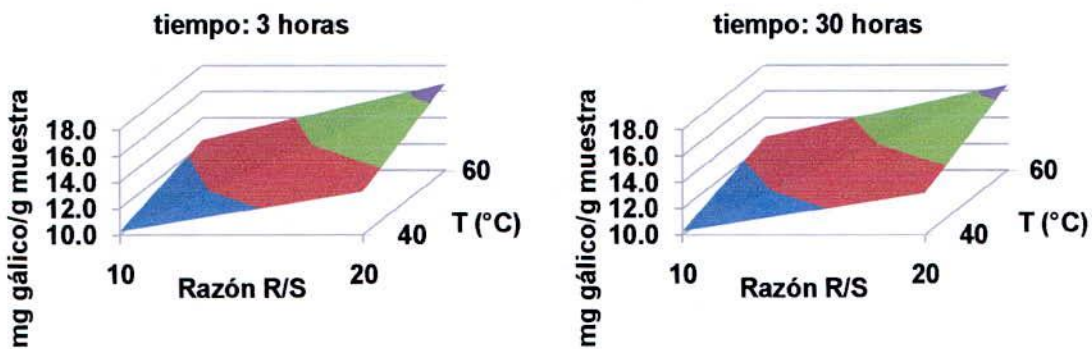 tiempo: 3 horas
mg gálico/g muestra
18.0
16.0
14.0
12.0
10.0
10
20
Razón R/S
40
60
T (°C)
tiempo: 30 horas
mg gálico/g muestra
18.0
16.0
14.0
12.0
10.0
10
20
Razón R/S
40
60
T (°C)